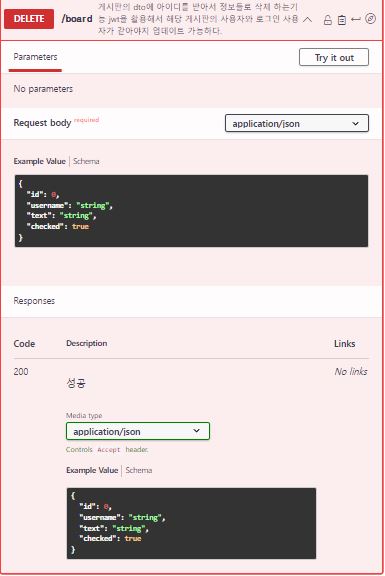 게시판의 dto에 아이디를 받아서 정보들로 삭제 하는기
DELETE /board 능 jwt을 활용해서 해당 게시판의 사용자와 로그인 사용
자가 같아야지 업데이트 가능하다.
Parameters
Try it out
No parameters
Request body required
application/json
Example Value | Schema
{
"id": 0,
"username": "string",
"text": "string",
"checked": true
}
Responses
Code Description Links
200 성공 No links
Media type
application/json
Controls Accept header.
Example Value | Schema
{
"id": 0,
"username": "string",
"text": "string",
"checked": true
}